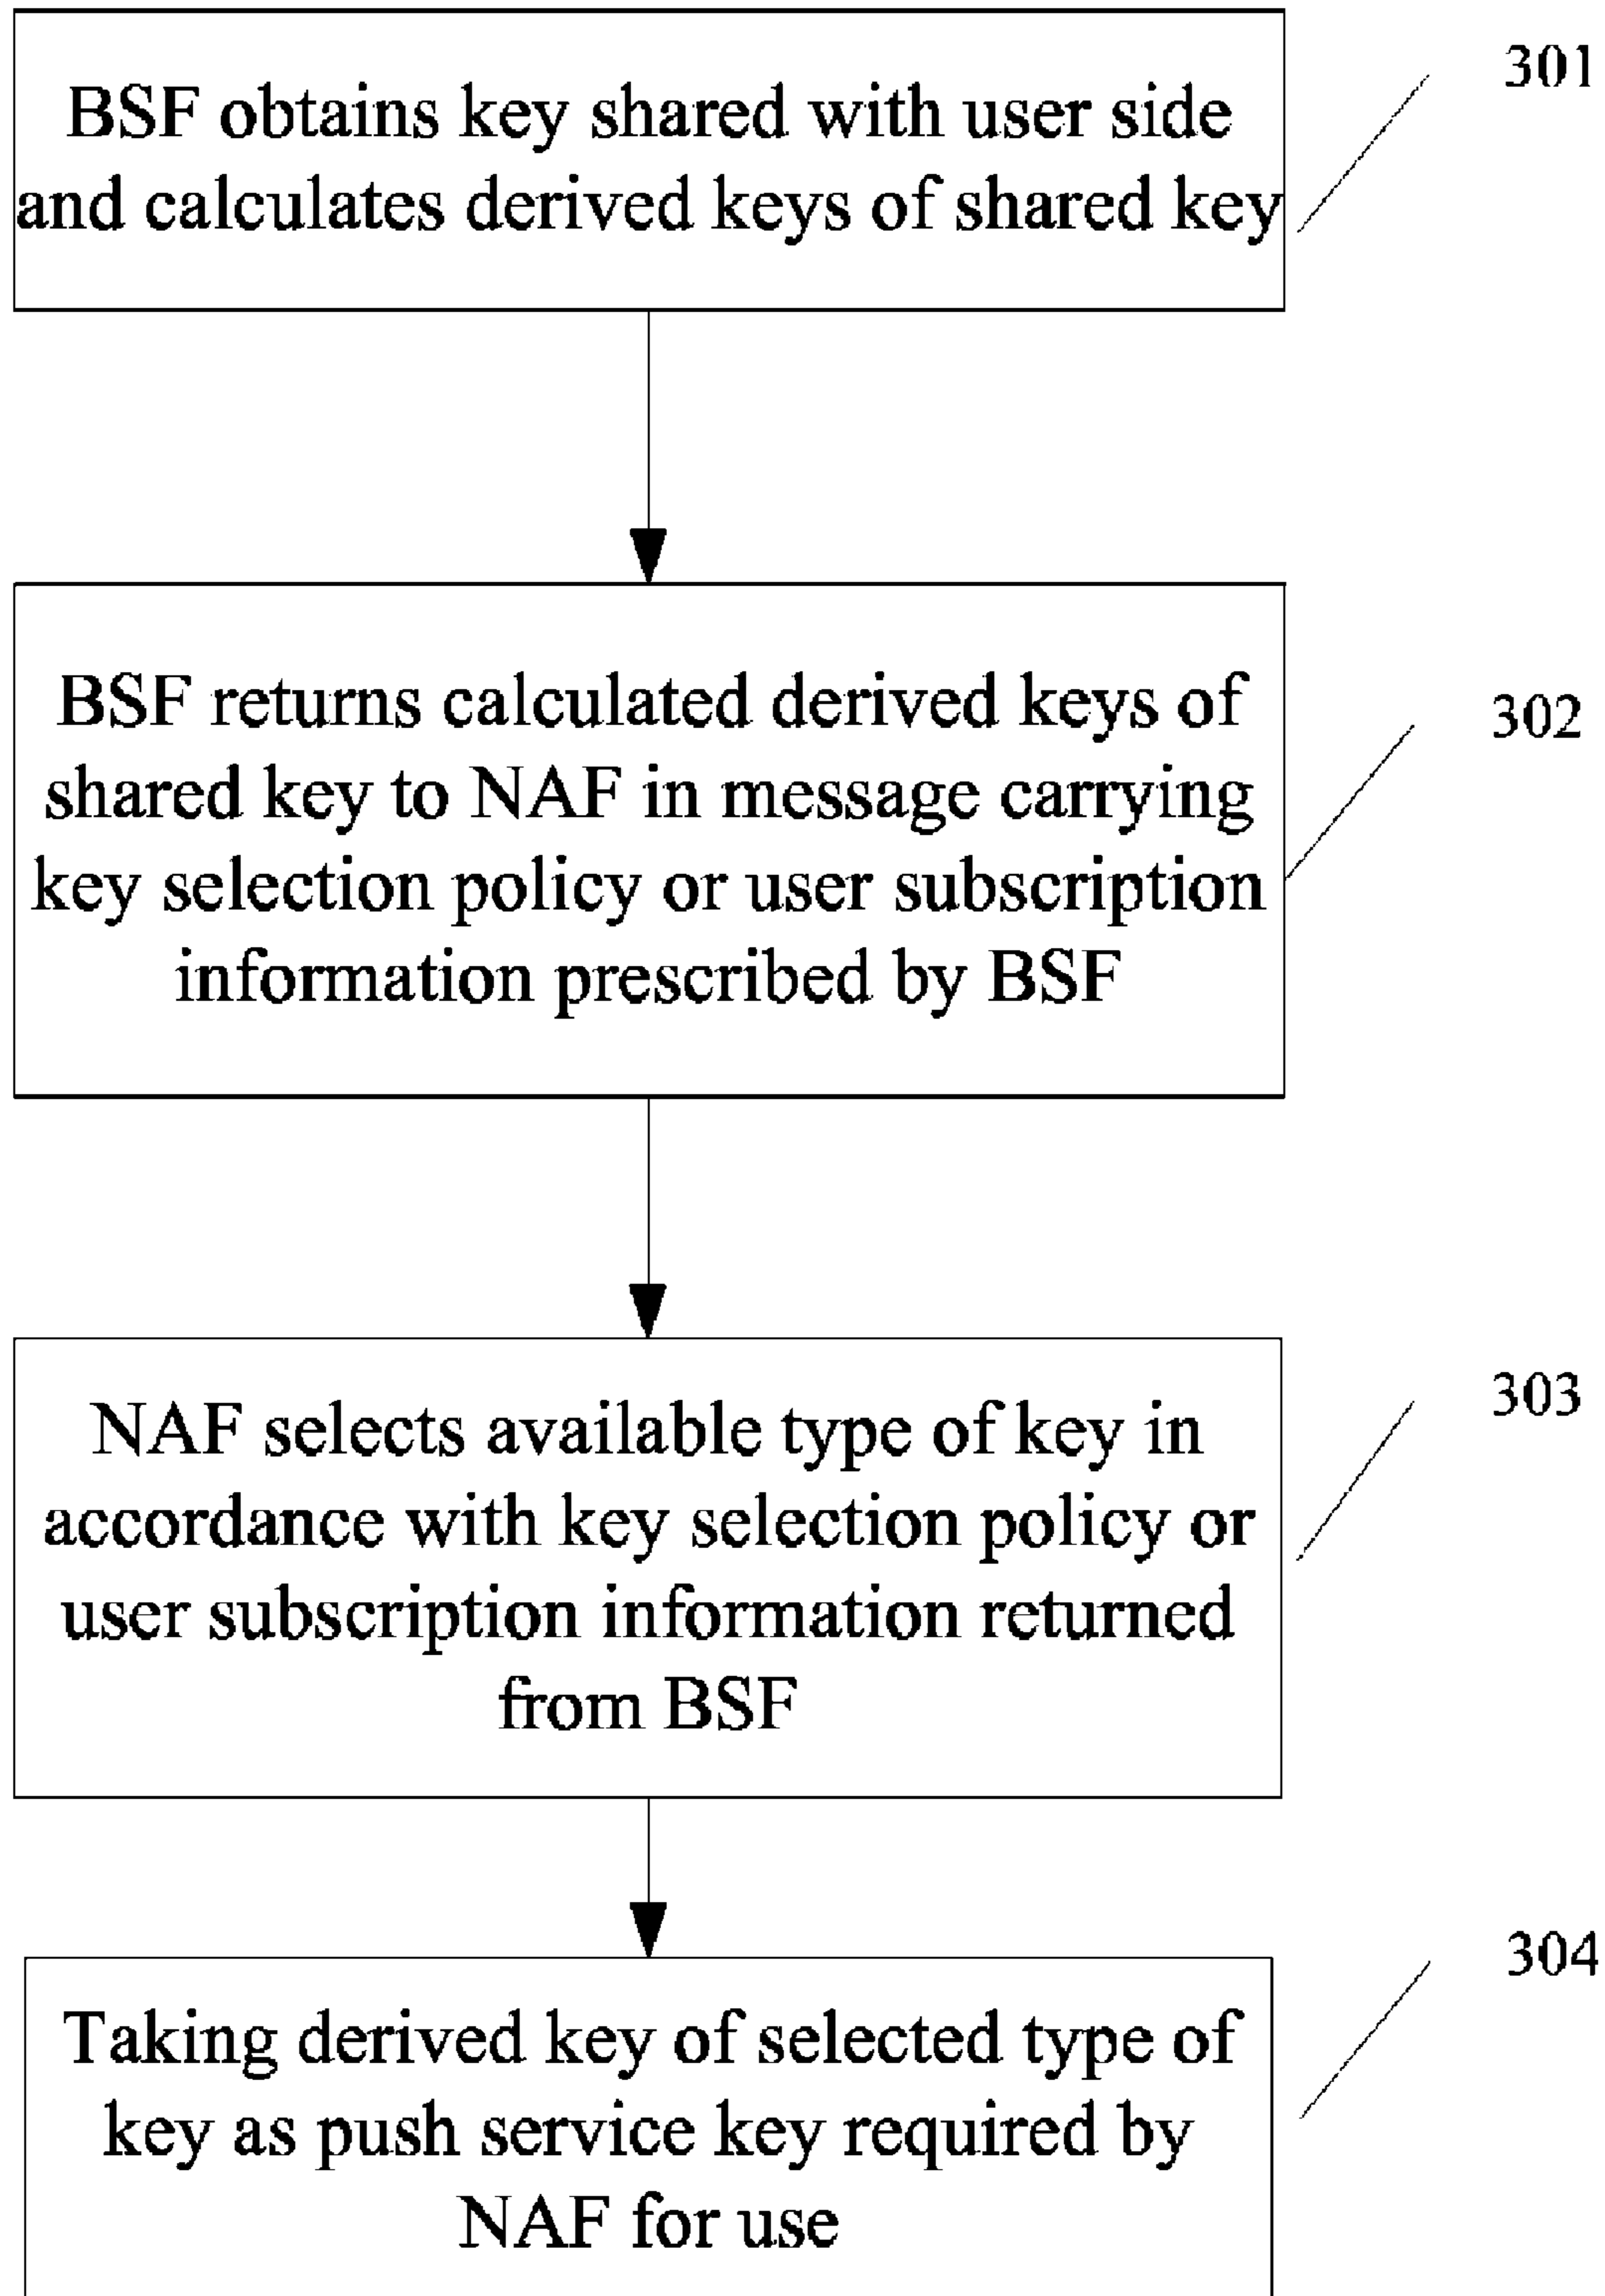 BSF obtains key shared with user side
and calculates derived keys of shared key
301
BSF returns calculated derived keys of
shared key to NAF in message carrying
key selection policy or user subscription
information prescribed by BSF
302
NAF selects available type of key in
accordance with key selection policy or
user subscription information returned
from BSF
303
Taking derived key of selected type of
key as push service key required by
NAF for use
304